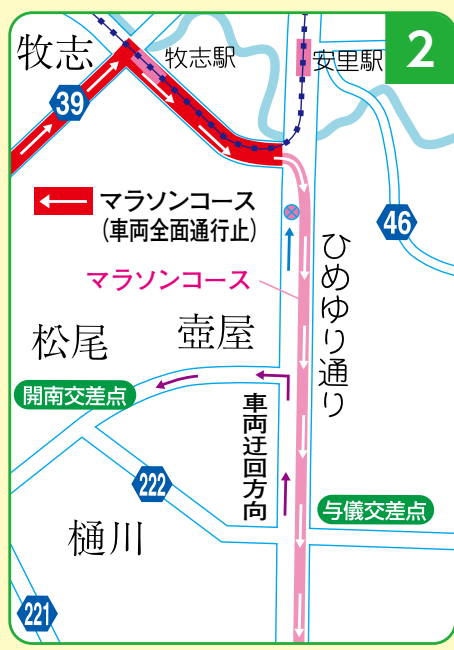 2
牧志
牧志駅
安里駅
39
マラソンコース
(車両全面通行止)
46
ひめゆり通り
マラソンコース
松尾
壺屋
開南交差点
車両迂回方向
222
与儀交差点
樋川
221